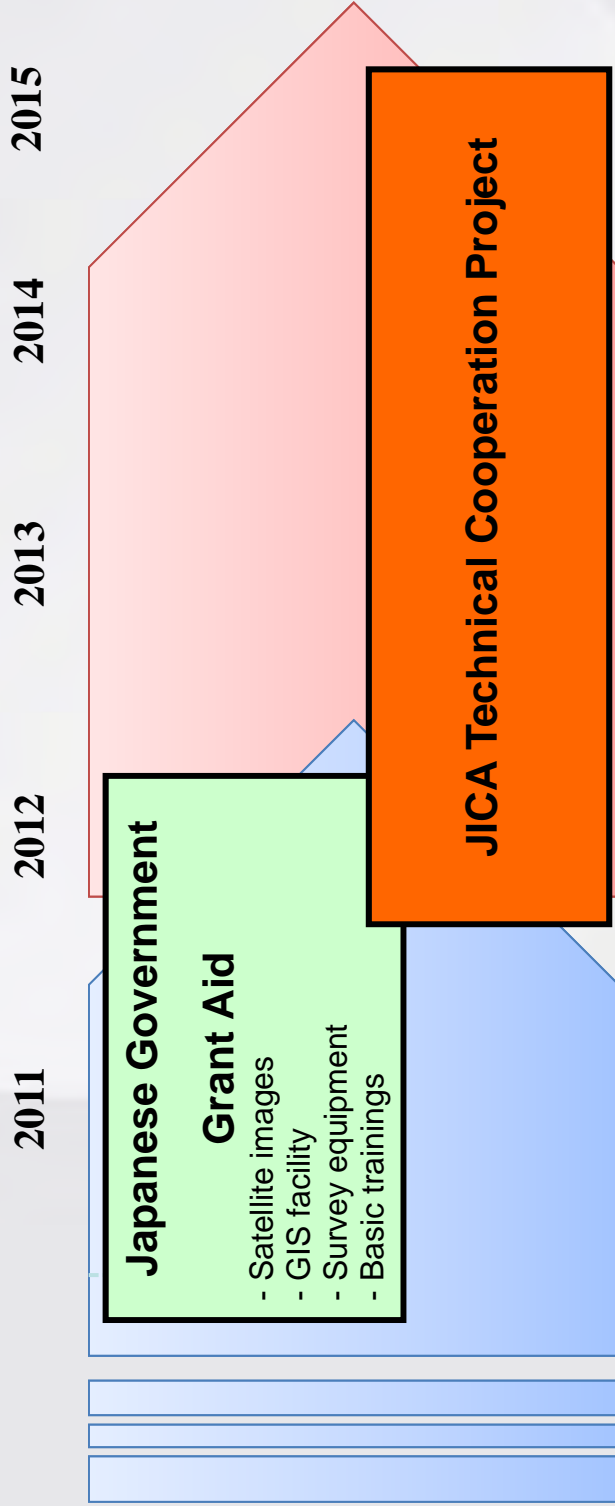 2011
2012
2013
2014
2015
Japanese Government
Grant Aid
- Satellite images
- GIS facility
- Survey equipment
- Basic trainings
JICA Technical Cooperation Project